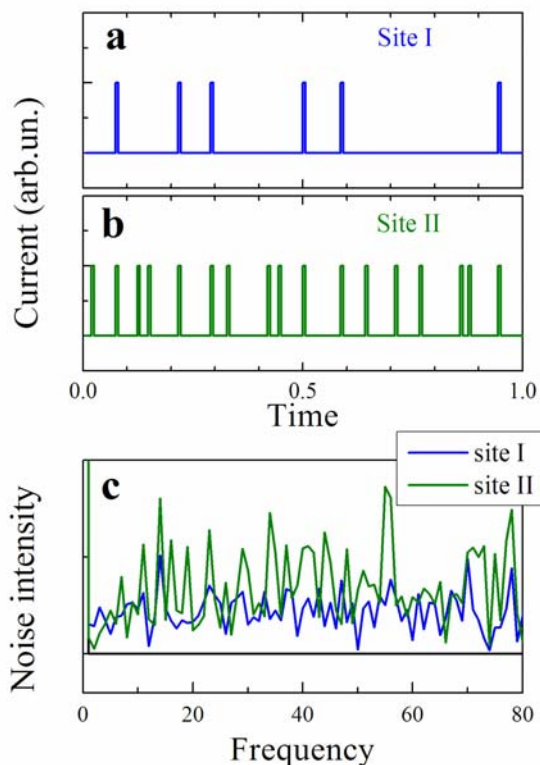 a
Site I
Current (arb.un.)
b
Site II
0.0
0.5
1.0
Time
site I
site II
c
Noise intensity
0
20
40
60
80
Frequency